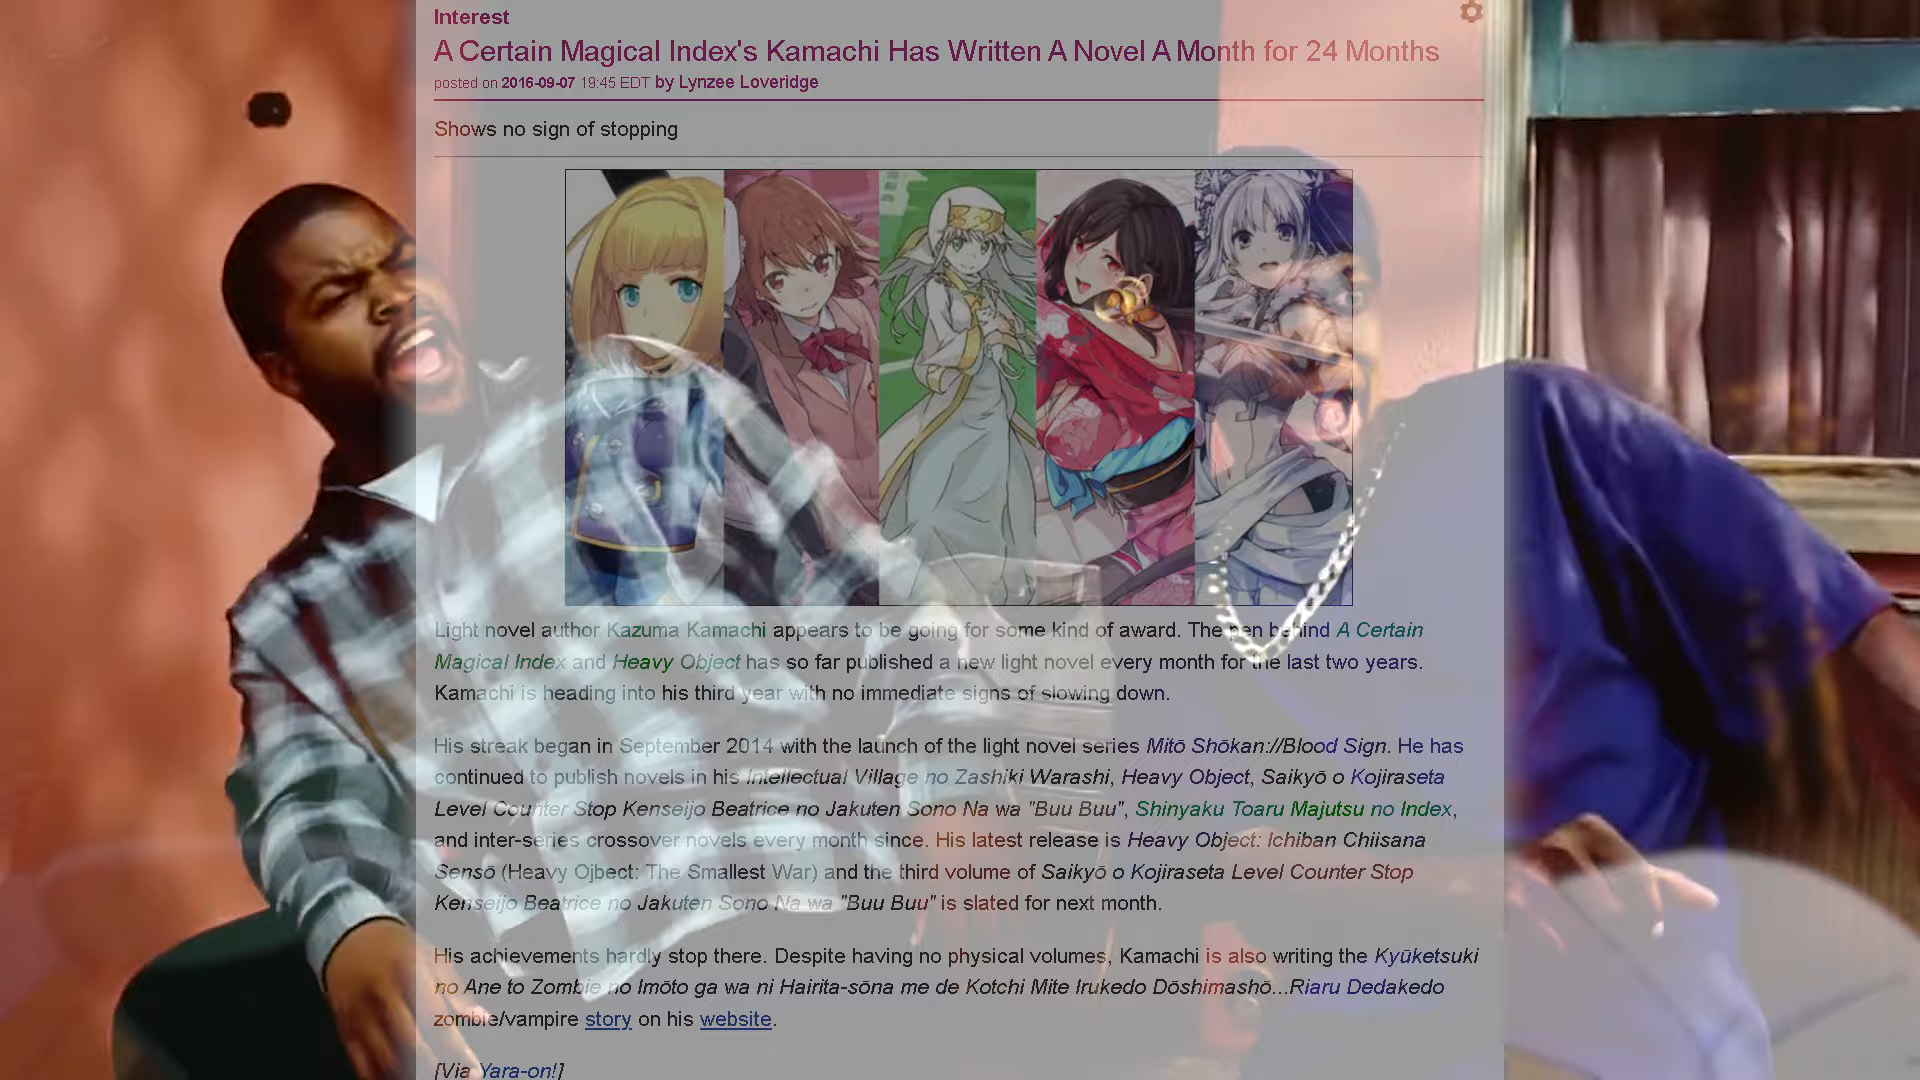 Interest
A Certain Magical Index's Kamachi Has Written A Novel A Month for 24 Months
posted on 2016-09-07 19:45 EDT by Lynzee Loveridge
Shows no sign of stopping
Light novel author Kazuma Kamachi appears to be going for some kind of award. The pen behind A Certain
Magical Index and Heavy Object has so far published a new light novel every month for the last two years.
Kamachi is heading into his third year with no immediate signs of slowing down.
His streak began in September 2014 with the launch of the light novel series Mitō Shōkan://Blood Sign. He has
continued to publish novels in his Intellectual Village no Zashiki Warashi, Heavy Object, Saikyō o Kojiraseta
Level Counter Stop Kenseijo Beatrice no Jakuten Sono Na wa "Buu Buu", Shinyaku Toaru Majutsu no Index,
and inter-series crossover novels every month since. His latest release is Heavy Object: Ichiban Chiisana
Sensō (Heavy Ojbect: The Smallest War) and the third volume of Saikyō o Kojiraseta Level Counter Stop
Kenseijo Beatrice no Jakuten Sono Na wa "Buu Buu" is slated for next month.
His achievements hardly stop there. Despite having no physical volumes, Kamachi is also writing the Kyūketsuki
no Ane to Zombie no Imōto ga wa ni Hairita-sōna me de Kotchi Mite Irukedo Dōshimashō...Riaru Dedakedo
zombie/vampire story on his website.
[Via Yara-on!]